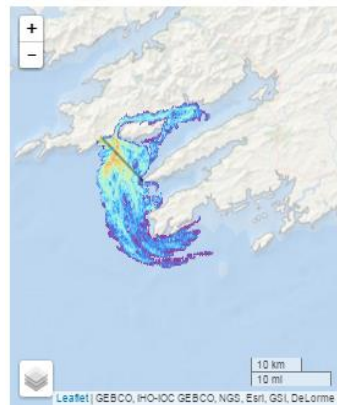 +
−
10 km
10 mi
Leaflet | GEBCO, IHO-IOC GEBCO, NGS, Esri, GSI, DeLorme